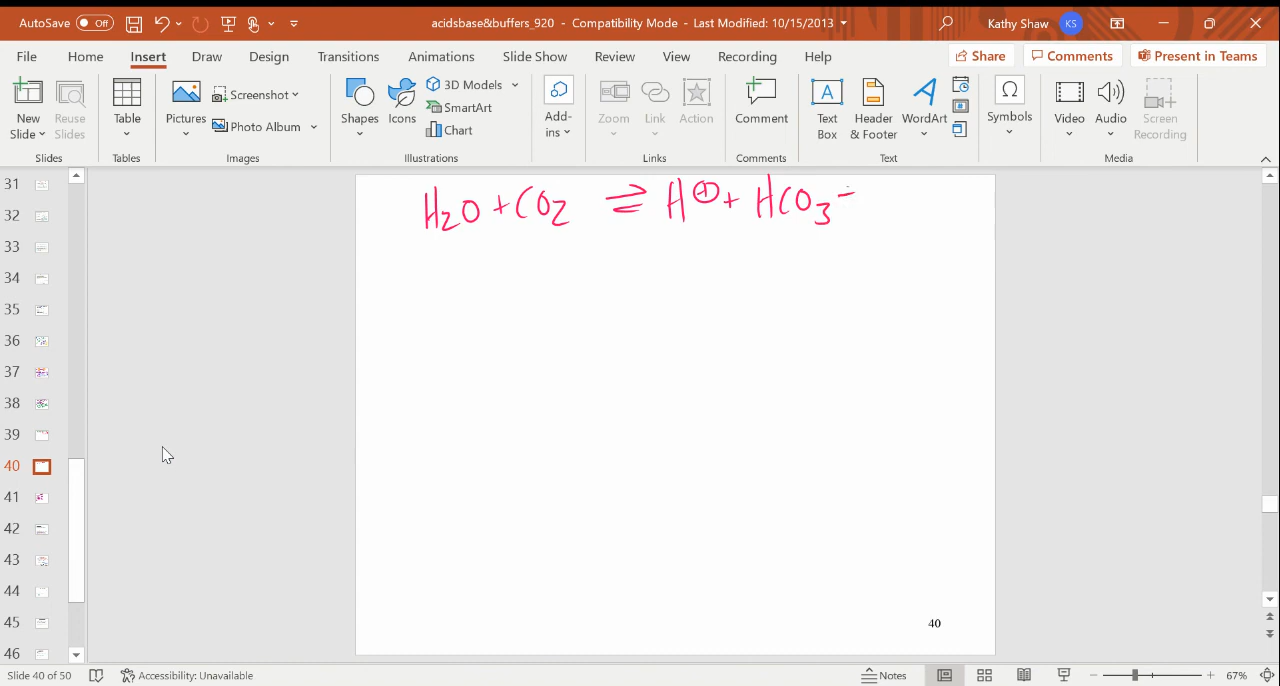 AutoSave Off acidsbase&buffers_920 - Compatibility Mode - Last Modified: 10/15/2013 Kathy Shaw KS
File Home Insert Draw Design Transitions Animations Slide Show Review View Recording Help Share Comments Present in Teams
New Slide Reuse Slides Table Pictures Screenshot Photo Album Shapes Icons 3D Models SmartArt Chart Add-ins Zoom Link Action Comment Text Box Header & Footer WordArt Symbols Video Audio Screen Recording
Slides Tables Images Illustrations Links Comments Text Media
H₂O + CO₂ ⇌ H⊕ + HCO₃⁻
31
32
33
34
35
36
37
38
39
40
41
42
43
44
45
46
40
Slide 40 of 50 Accessibility: Unavailable Notes 67%